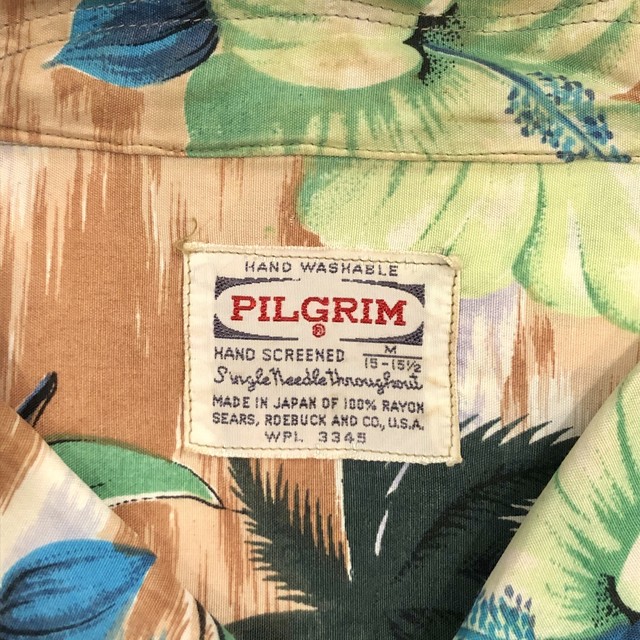 HAND WASHABLE
PILGRIM
®
HAND SCREENED M
15-15½
Single Needle Throughout
MADE IN JAPAN OF 100% RAYON
SEARS, ROEBUCK AND CO., U.S.A.
WPL 3345